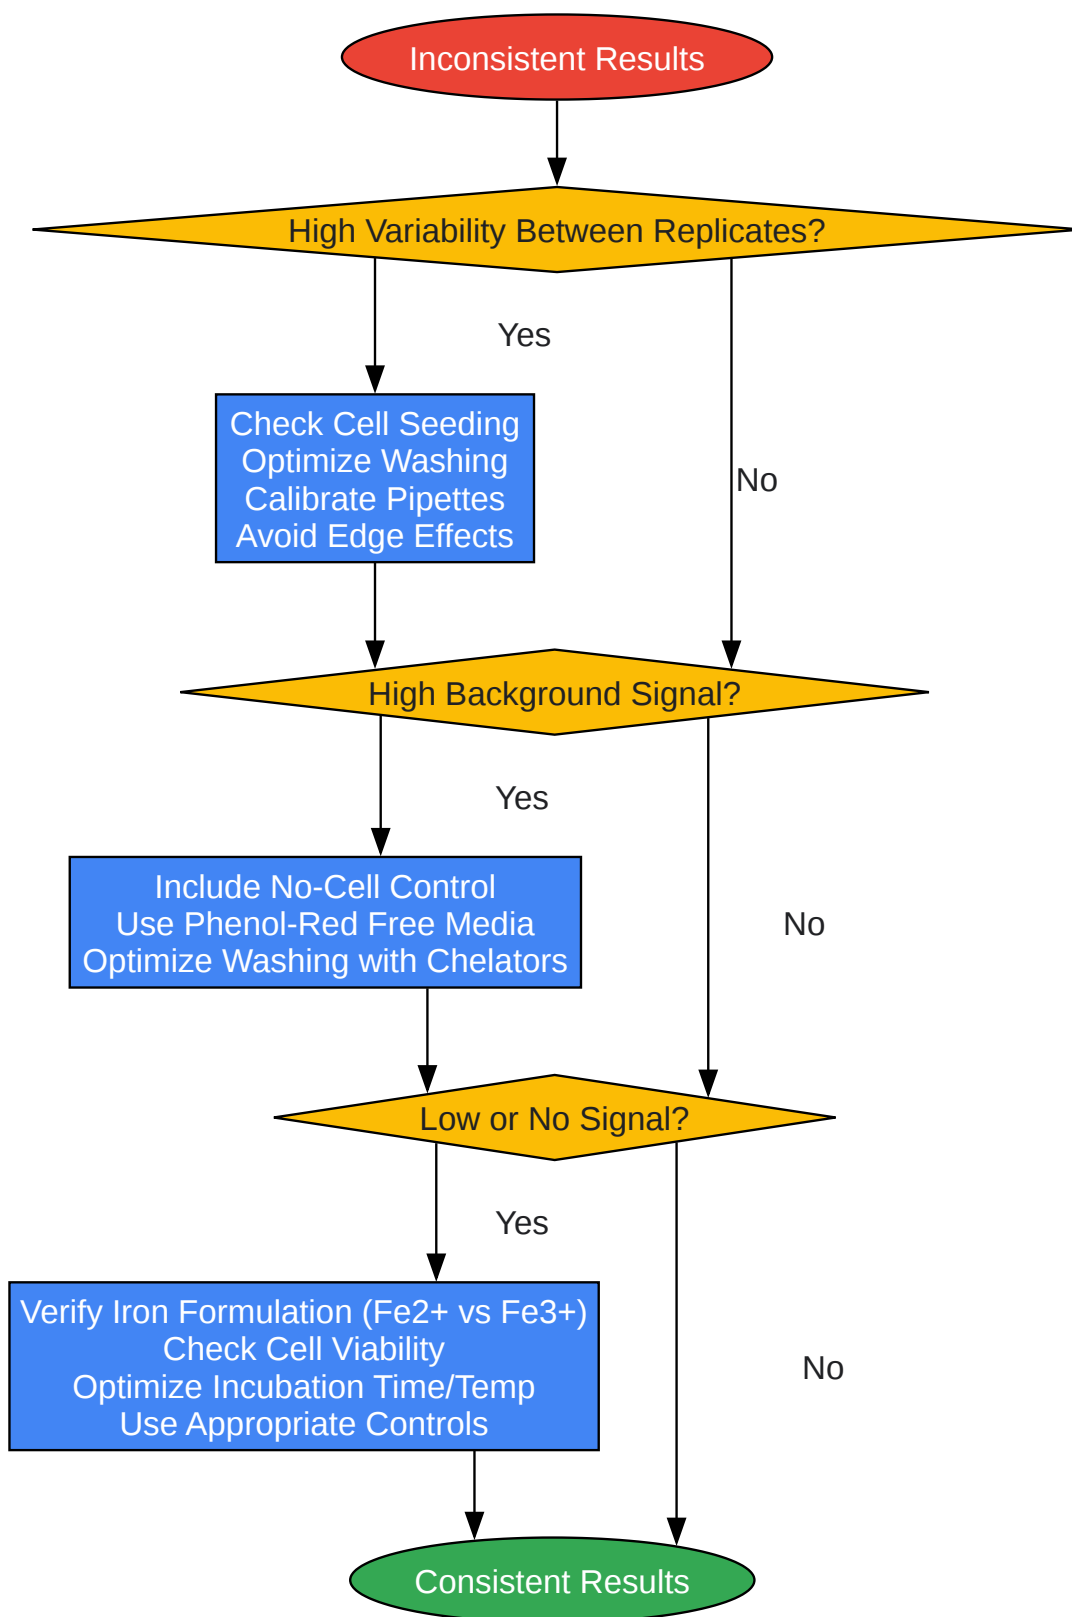 Inconsistent Results
High Variability Between Replicates?
Yes
Check Cell Seeding
Optimize Washing
Calibrate Pipettes
Avoid Edge Effects
No
High Background Signal?
Yes
Include No-Cell Control
Use Phenol-Red Free Media
Optimize Washing with Chelators
No
Low or No Signal?
Yes
Verify Iron Formulation (Fe2+ vs Fe3+)
Check Cell Viability
Optimize Incubation Time/Temp
Use Appropriate Controls
No
Consistent Results